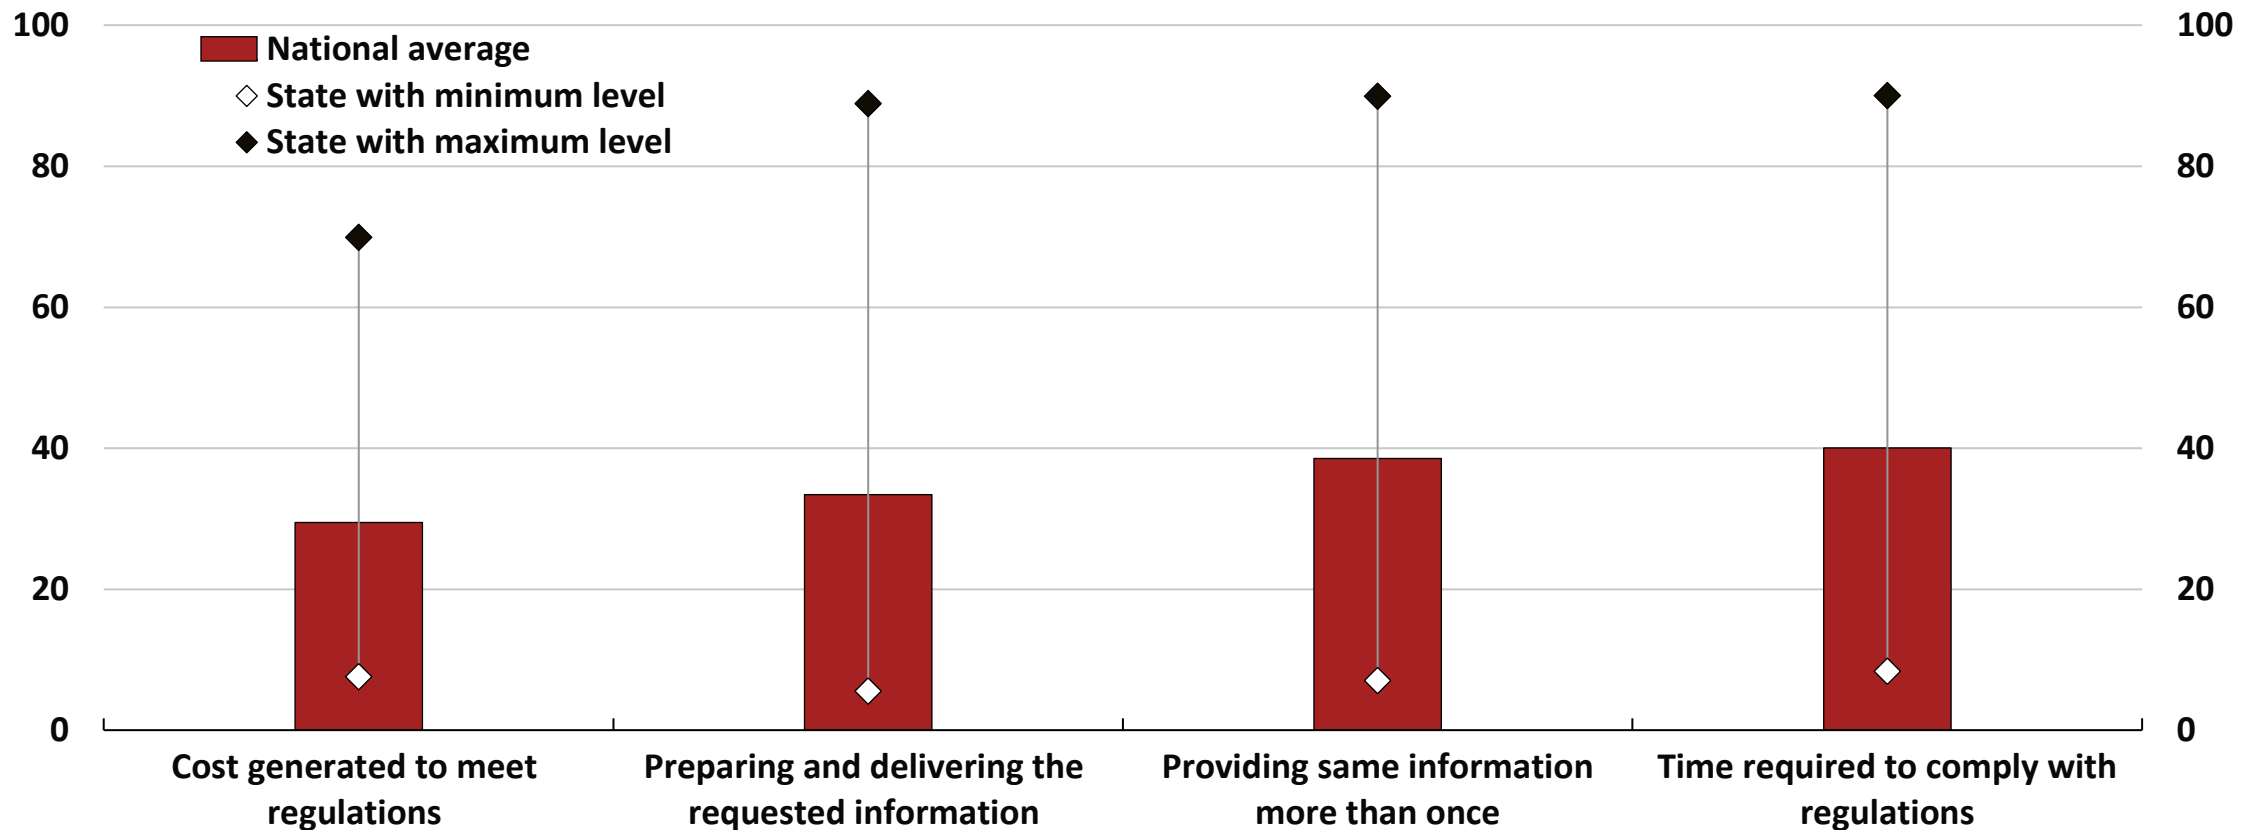 100
80
60
40
20
0
National average
State with minimum level
State with maximum level
100
80
60
40
20
0
Cost generated to meet
regulations
Preparing and delivering the
requested information
Providing same information
more than once
Time required to comply with
regulations